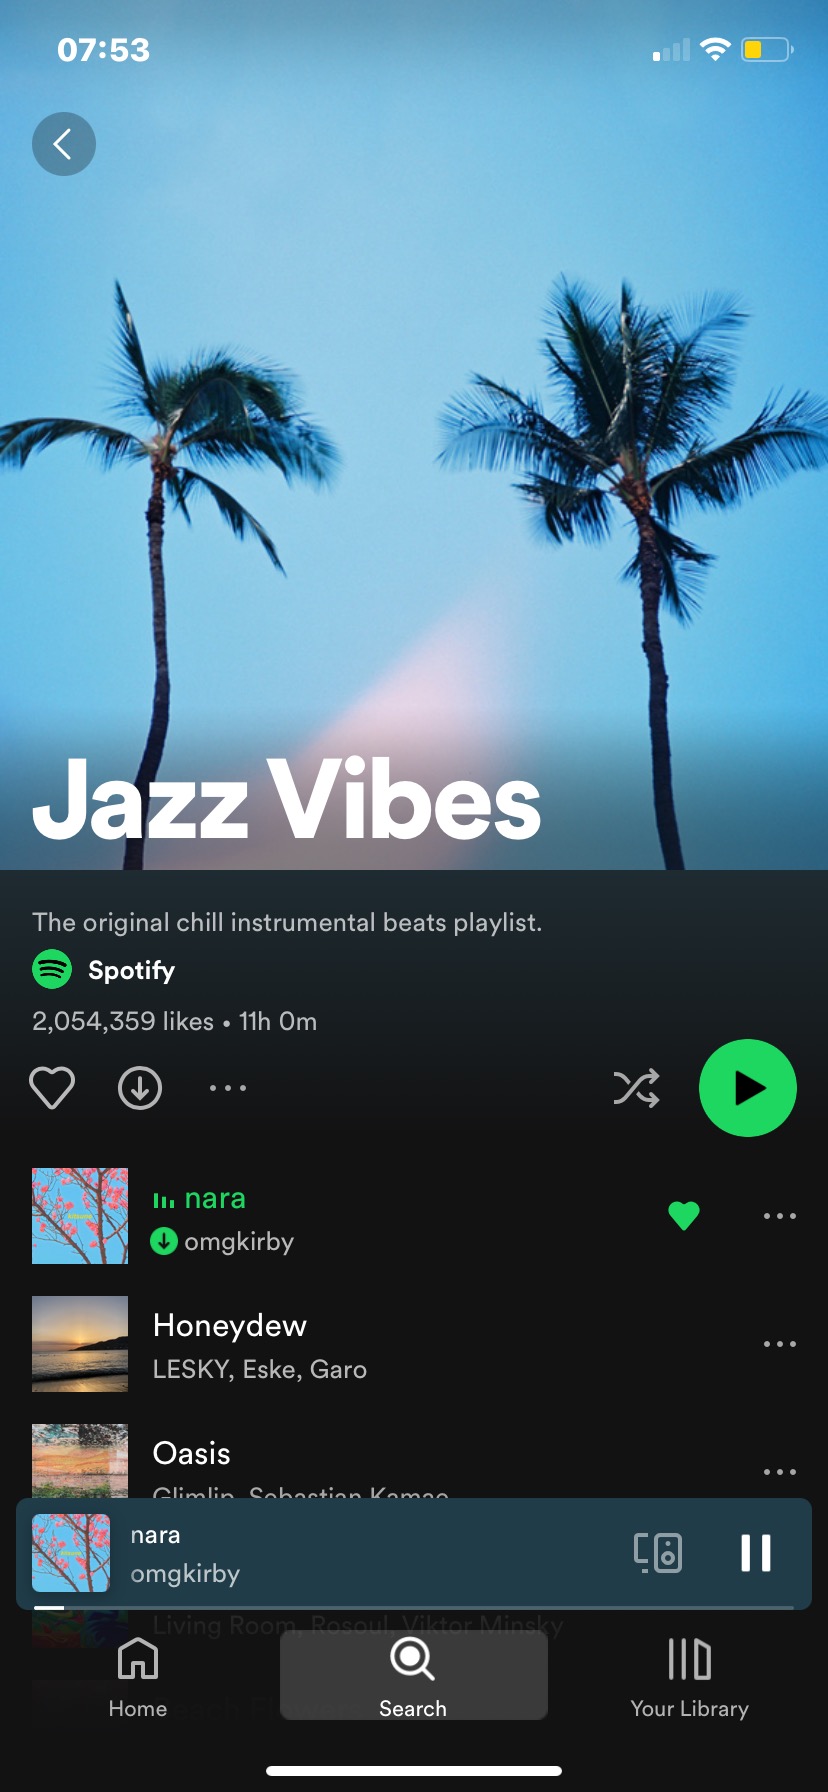 07:53
Jazz Vibes
The original chill instrumental beats playlist.
Spotify
2,054,359 likes • 11h 0m
nara
omgkirby
Honeydew
LESKY, Eske, Garo
Oasis
Glimlip, Sebastian Kamae
nara
omgkirby
Living Room, Rosoul, Viktor Minsky
Home
Search
Your Library